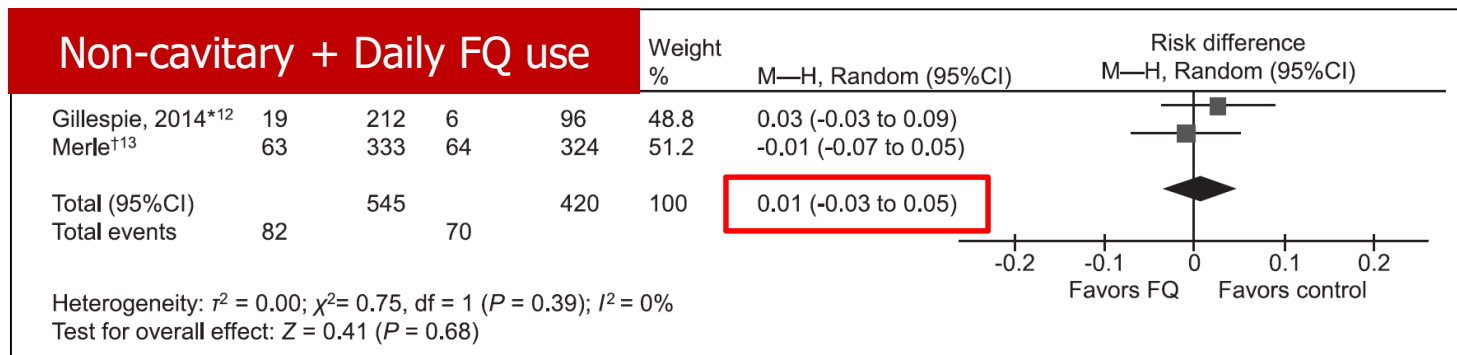 Non-cavitary + Daily FQ use
Weight
%
M—H, Random (95%CI)
Risk difference
M—H, Random (95%CI)
Gillespie, 2014*12 19 212 6 96 48.8 0.03 (-0.03 to 0.09)
Merle†13 63 333 64 324 51.2 -0.01 (-0.07 to 0.05)
Total (95%CI) 545 420 100 0.01 (-0.03 to 0.05)
Total events 82 70
-0.2 -0.1 0 0.1 0.2
Favors FQ Favors control
Heterogeneity: τ2 = 0.00; χ2= 0.75, df = 1 (P = 0.39); I2 = 0%
Test for overall effect: Z = 0.41 (P = 0.68)